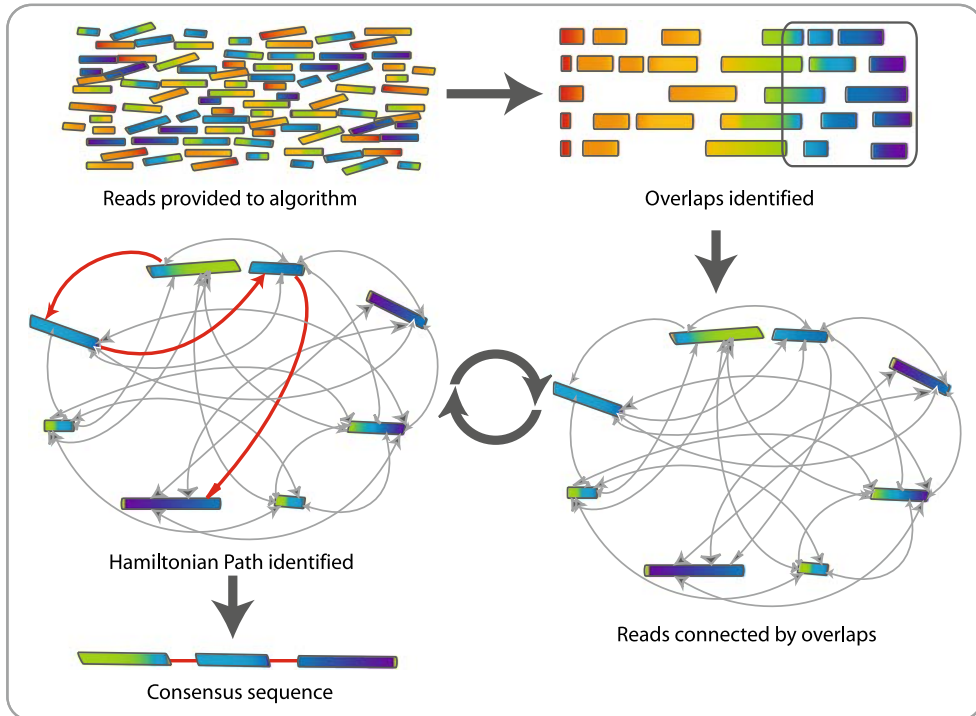 Reads provided to algorithm
Overlaps identified
Hamiltonian Path identified
Reads connected by overlaps
Consensus sequence